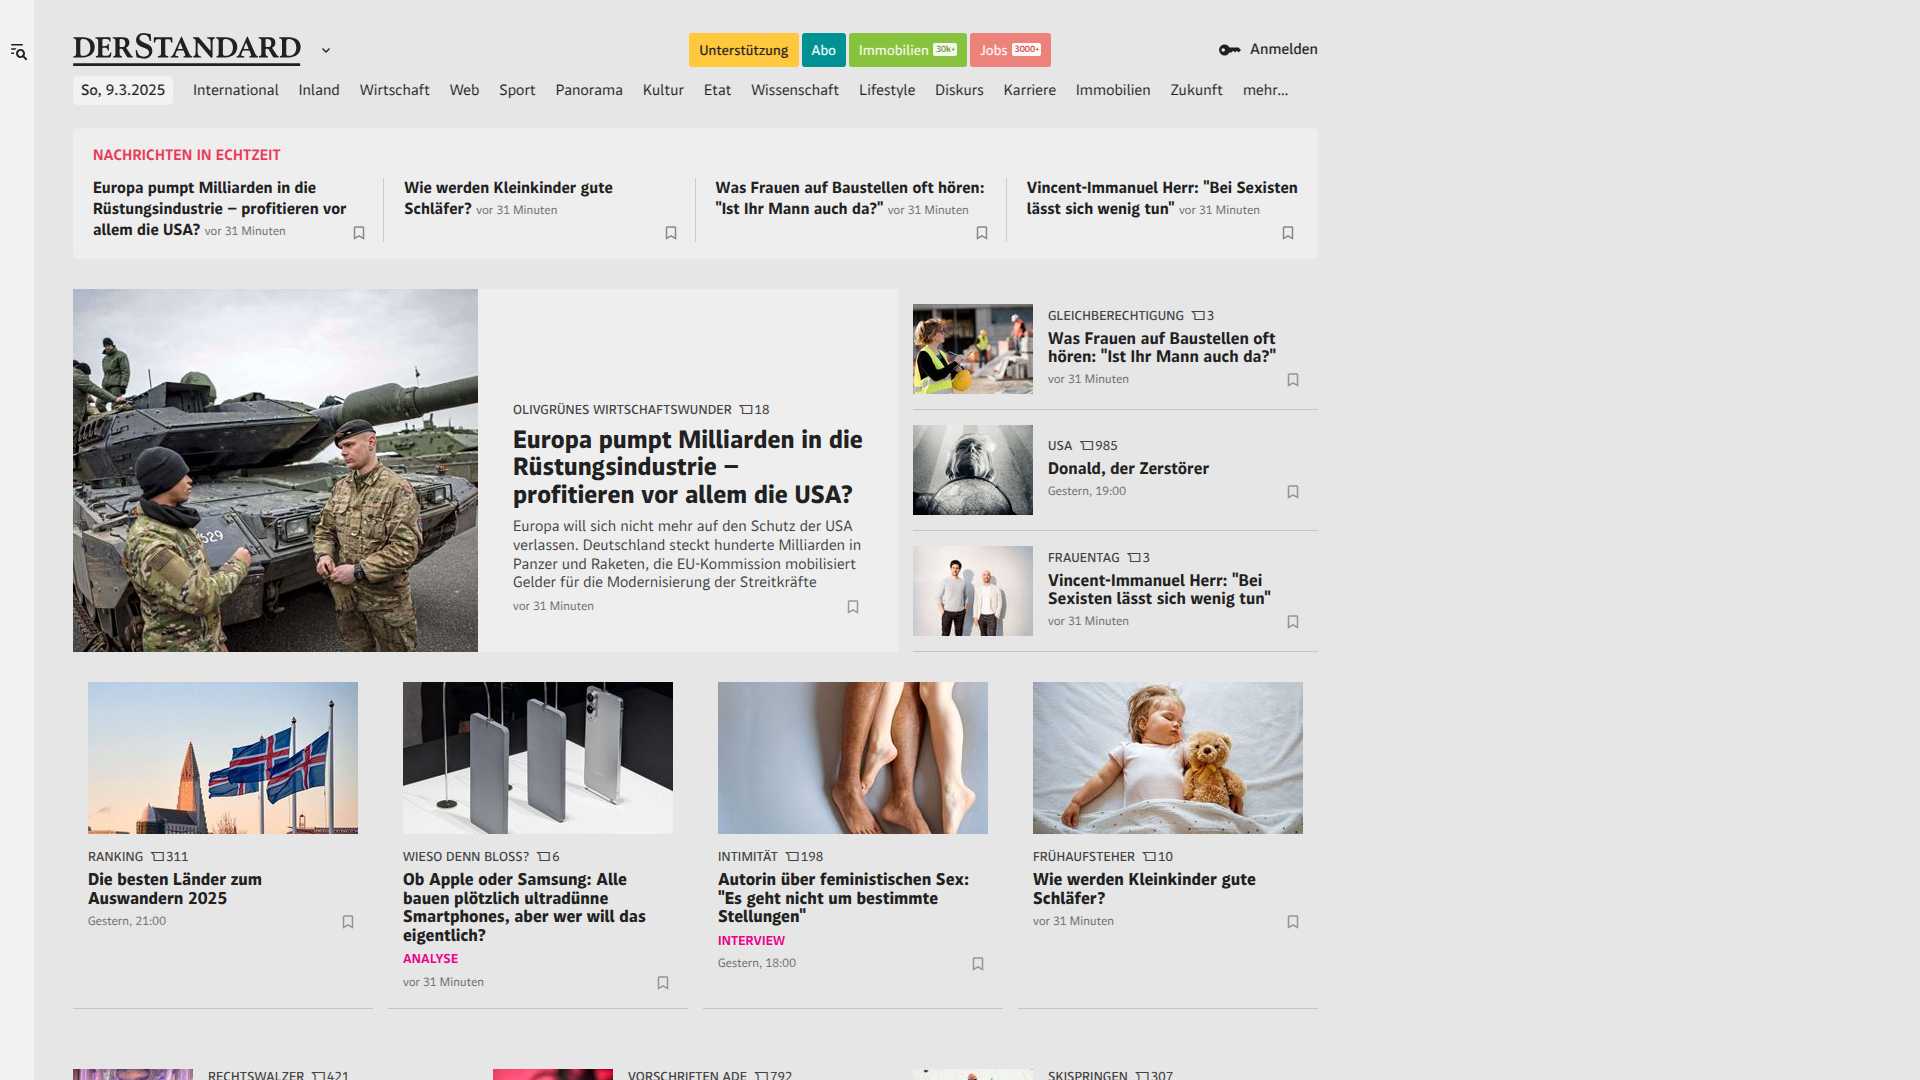 DERSTANDARD
Unterstützung
Abo
Immobilien 30k+
Jobs 3000+
Anmelden
So, 9.3.2025
International
Inland
Wirtschaft
Web
Sport
Panorama
Kultur
Etat
Wissenschaft
Lifestyle
Diskurs
Karriere
Immobilien
Zukunft
mehr...
NACHRICHTEN IN ECHTZEIT
Europa pumpt Milliarden in die
Rüstungsindustrie – profitieren vor
allem die USA? vor 31 Minuten
Wie werden Kleinkinder gute
Schläfer? vor 31 Minuten
Was Frauen auf Baustellen oft hören:
"Ist Ihr Mann auch da?" vor 31 Minuten
Vincent-Immanuel Herr: "Bei Sexisten
lässt sich wenig tun" vor 31 Minuten
529
OLIVGRÜNES WIRTSCHAFTSWUNDER 18
Europa pumpt Milliarden in die
Rüstungsindustrie –
profitieren vor allem die USA?
Europa will sich nicht mehr auf den Schutz der USA
verlassen. Deutschland steckt hunderte Milliarden in
Panzer und Raketen, die EU-Kommission mobilisiert
Gelder für die Modernisierung der Streitkräfte
vor 31 Minuten
GLEICHBERECHTIGUNG 3
Was Frauen auf Baustellen oft
hören: "Ist Ihr Mann auch da?"
vor 31 Minuten
USA 985
Donald, der Zerstörer
Gestern, 19:00
FRAUENTAG 3
Vincent-Immanuel Herr: "Bei
Sexisten lässt sich wenig tun"
vor 31 Minuten
RANKING 311
Die besten Länder zum
Auswandern 2025
Gestern, 21:00
WIESO DENN BLOSS? 6
Ob Apple oder Samsung: Alle
bauen plötzlich ultradünne
Smartphones, aber wer will das
eigentlich?
ANALYSE
vor 31 Minuten
INTIMITÄT 198
Autorin über feministischen Sex:
"Es geht nicht um bestimmte
Stellungen"
INTERVIEW
Gestern, 18:00
FRÜHAUFSTEHER 10
Wie werden Kleinkinder gute
Schläfer?
vor 31 Minuten
RECHTSWALZER 421
VORSCHRIFTEN ADE 792
SKISPRINGEN 307